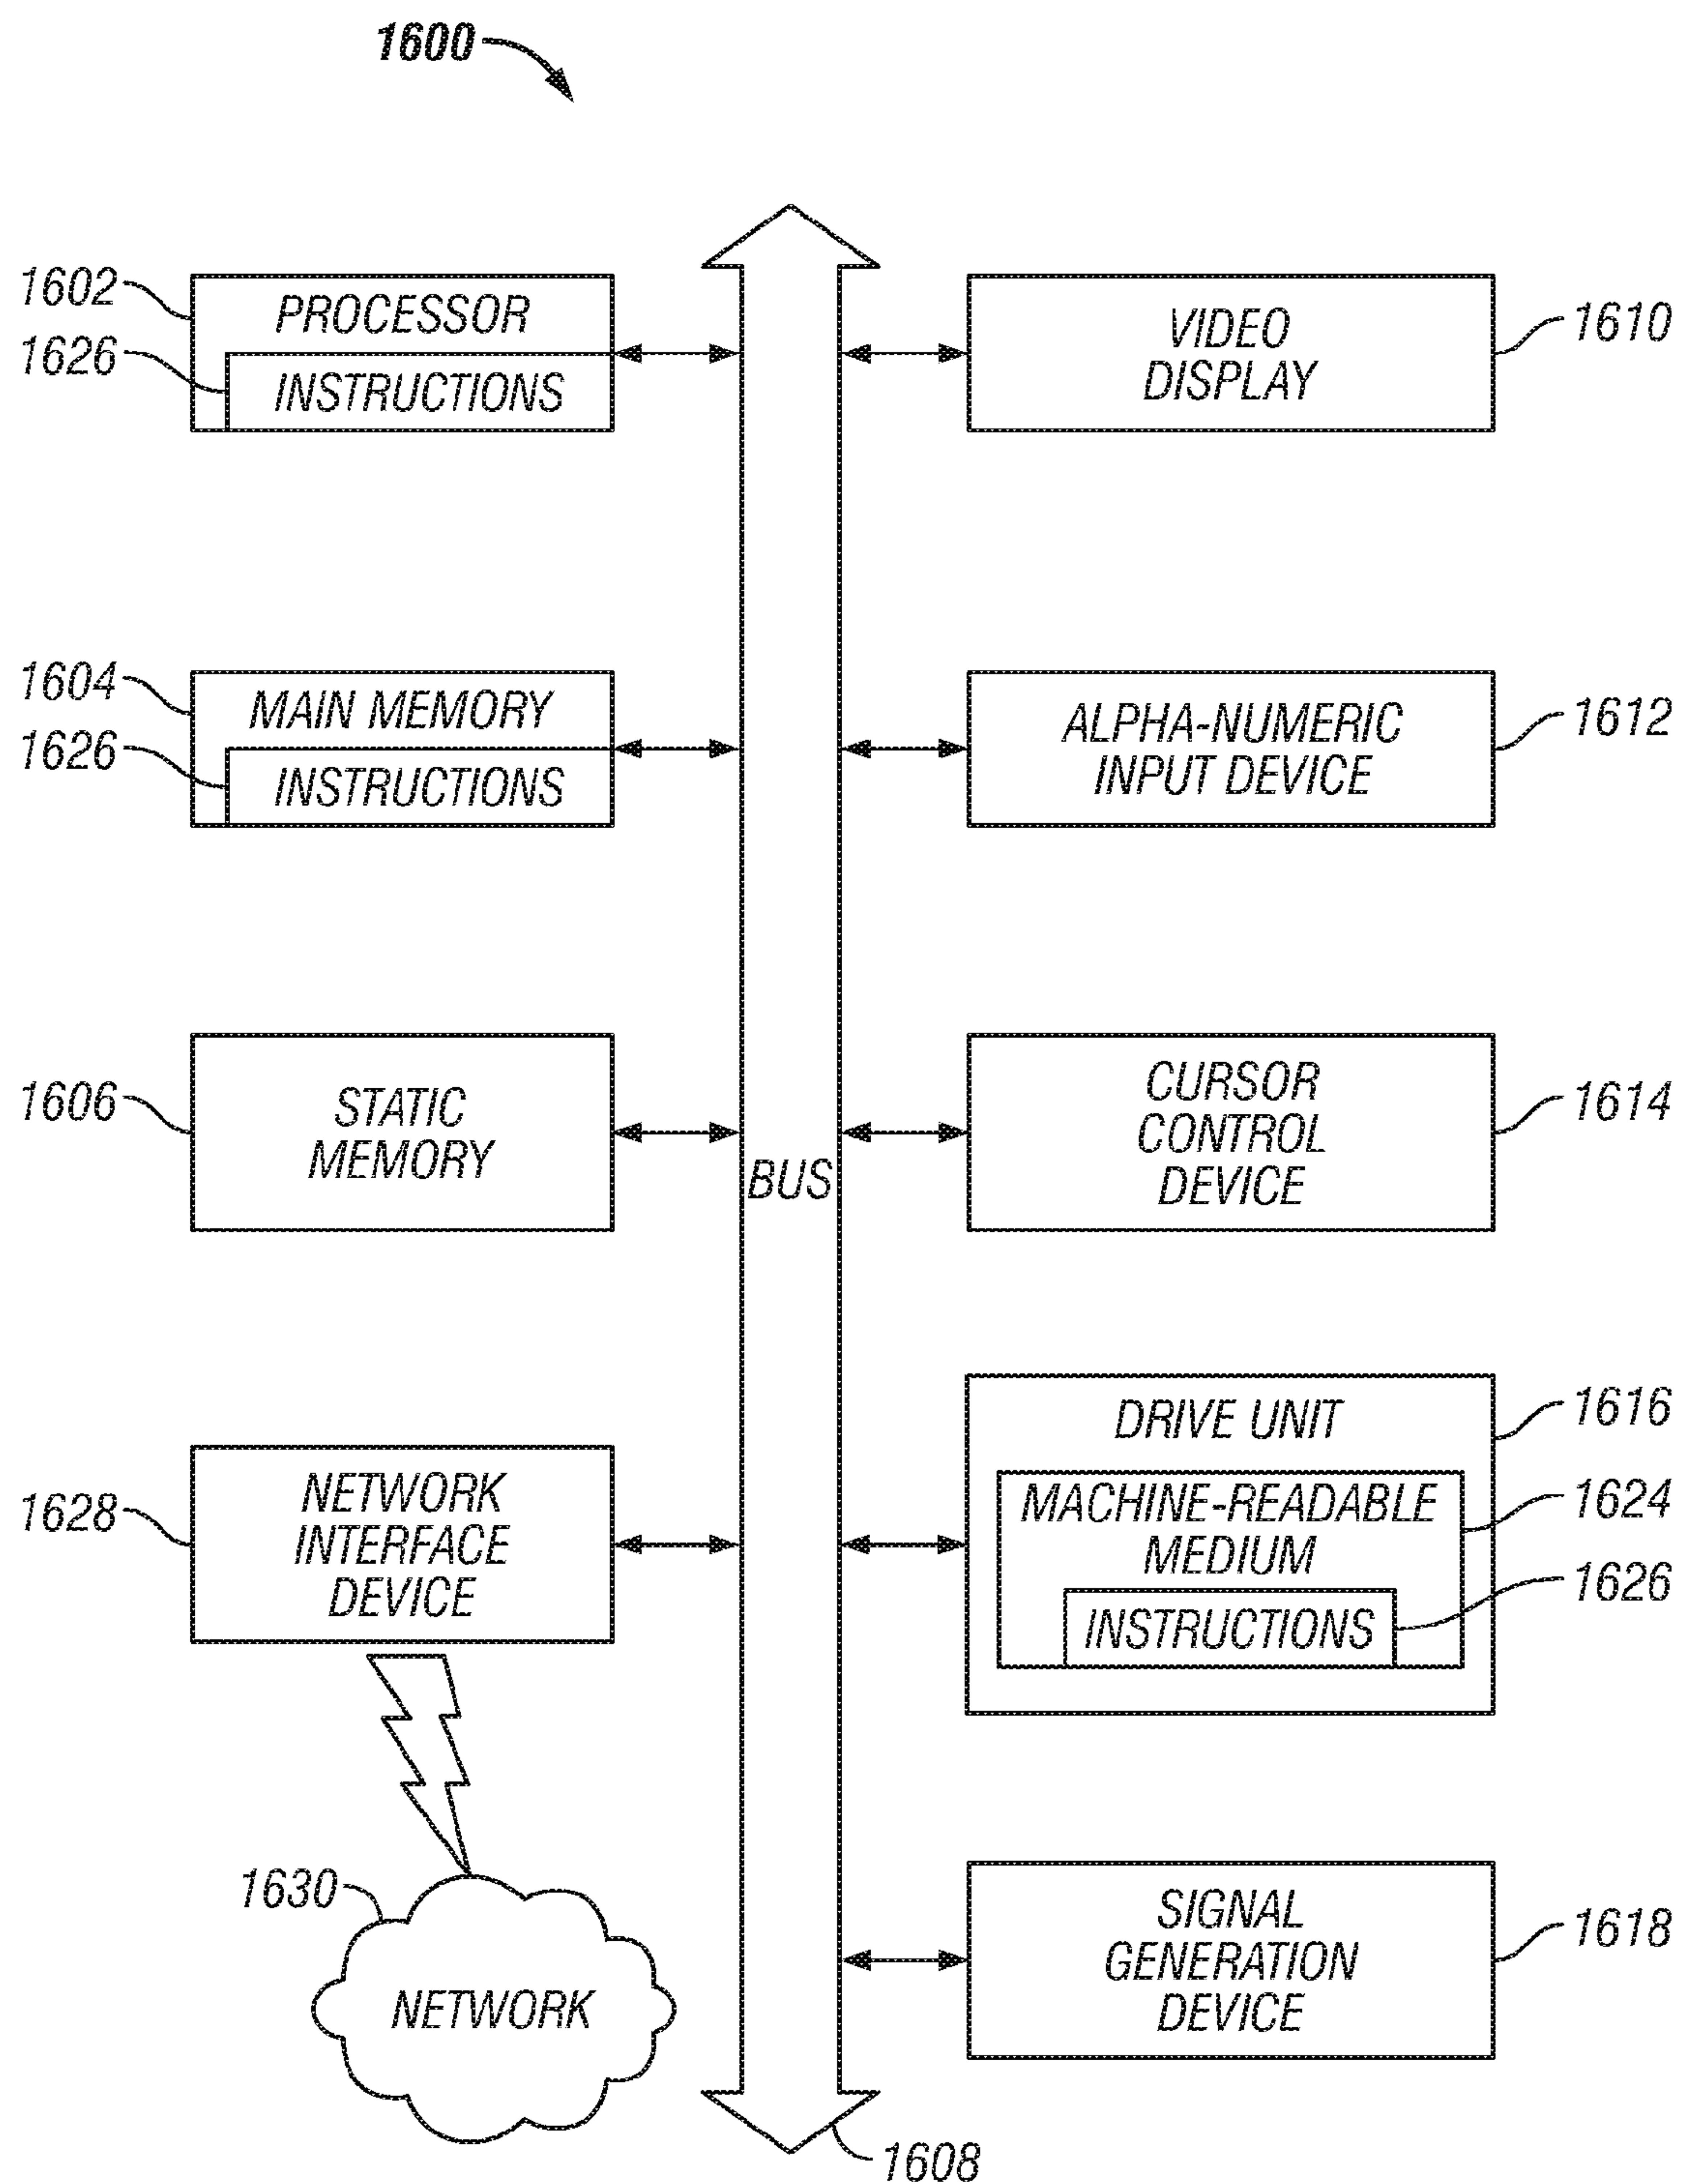 1600
1602
PROCESSOR
1626
INSTRUCTIONS
VIDEO
DISPLAY
1610
1604
MAIN MEMORY
1626
INSTRUCTIONS
ALPHA-NUMERIC
INPUT DEVICE
1612
1606
STATIC
MEMORY
BUS
CURSOR
CONTROL
DEVICE
1614
1628
NETWORK
INTERFACE
DEVICE
DRIVE UNIT
1616
MACHINE-READABLE
MEDIUM
1624
INSTRUCTIONS
1626
1630
NETWORK
SIGNAL
GENERATION
DEVICE
1618
1608